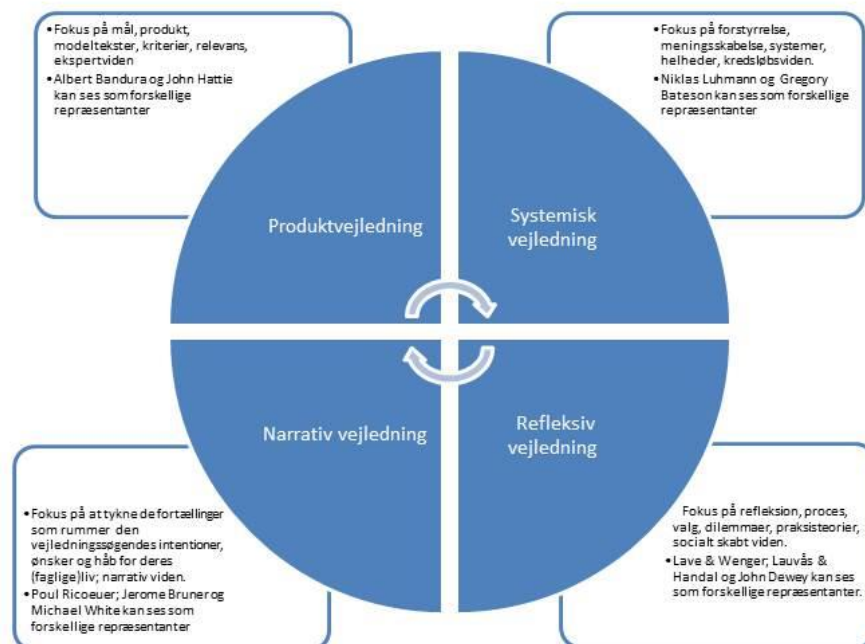 •Fokus på mål, produkt,
modeltekster, kriterier, relevans,
ekspertviden
•Albert Bandura og John Hattie
kan ses som forskellige
repræsentanter
•Fokus på forstyrrelse,
meningsskabelse, systemer,
helheder, kredsløbsviden.
•Niklas Luhmann og Gregory
Bateson kan ses som forskellige
repræsentanter
Produktvejledning
Systemisk
vejledning
Narrativ vejledning
Refleksiv
vejledning
•Fokus på at tykne de fortællinger
som rummer den
vejledningssøgendes intentioner,
ønsker og håb for deres
(faglige)liv; narrativ viden.
•Poul Ricoeuer; Jerome Bruner og
Michael White kan ses som
forskellige repræsentanter
Fokus på refleksion, proces,
valg, dilemmaer, praksisteorier,
socialt skabt viden.
•Lave & Wenger; Lauvås &
Handal og John Dewey kan ses
som forskellige repræsentanter.